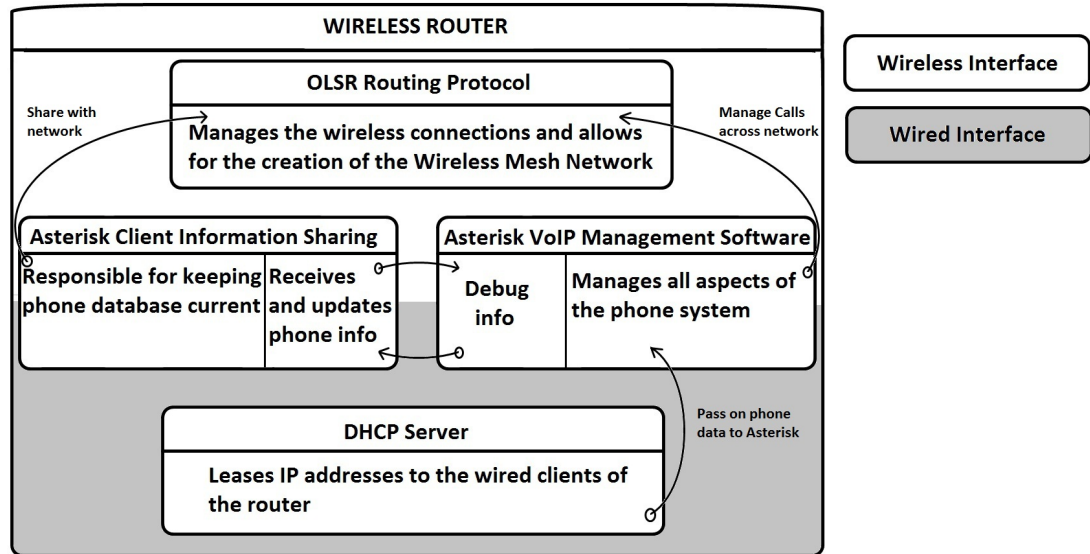 WIRELESS ROUTER
OLSR Routing Protocol
Manages the wireless connections and allows
for the creation of the Wireless Mesh Network
Share with
network
Manage Calls
across network
Wireless Interface
Wired Interface
Asterisk Client Information Sharing
Responsible for keeping
phone database current
Receives
and updates
phone info
Asterisk VoIP Management Software
Debug
info
Manages all aspects of
the phone system
Pass on phone
data to Asterisk
DHCP Server
Leases IP addresses to the wired clients of
the router